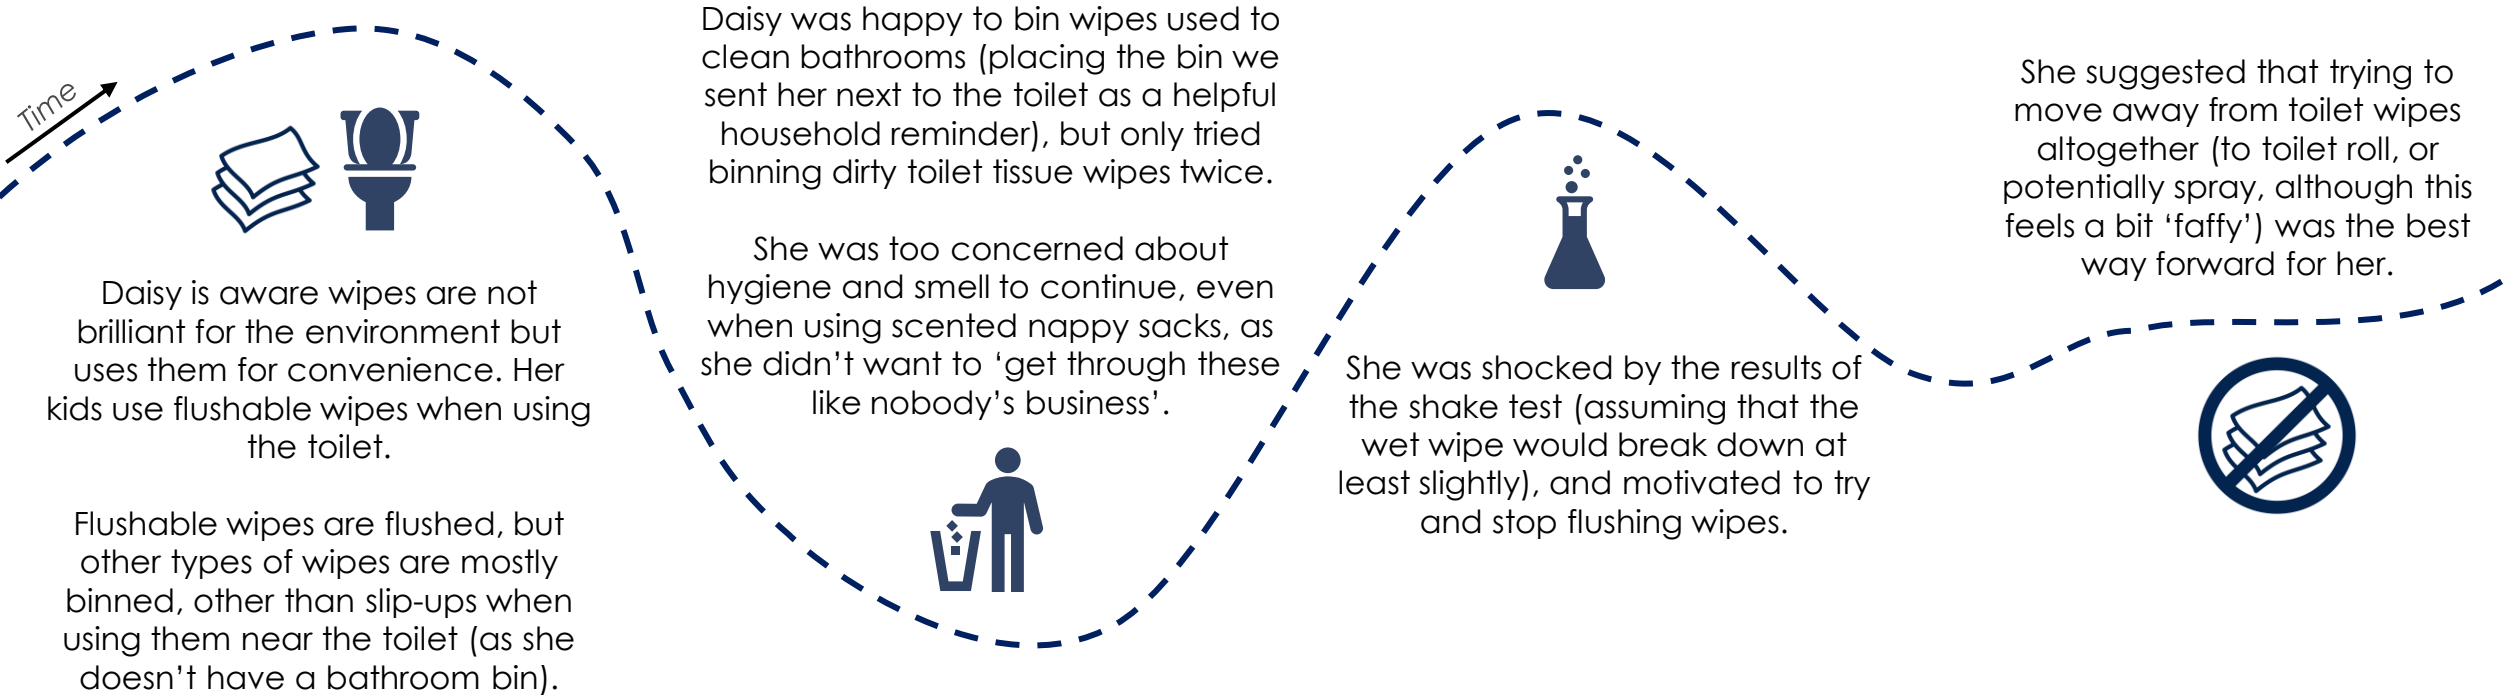 Time
Daisy is aware wipes are not
brilliant for the environment but
uses them for convenience. Her
kids use flushable wipes when using
the toilet.
Flushable wipes are flushed, but
other types of wipes are mostly
binned, other than slip-ups when
using them near the toilet (as she
doesn’t have a bathroom bin).
Daisy was happy to bin wipes used to
clean bathrooms (placing the bin we
sent her next to the toilet as a helpful
household reminder), but only tried
binning dirty toilet tissue wipes twice.
She was too concerned about
hygiene and smell to continue, even
when using scented nappy sacks, as
she didn’t want to ‘get through these
like nobody’s business’.
She was shocked by the results of
the shake test (assuming that the
wet wipe would break down at
least slightly), and motivated to try
and stop flushing wipes.
She suggested that trying to
move away from toilet wipes
altogether (to toilet roll, or
potentially spray, although this
feels a bit ‘faffy’) was the best
way forward for her.